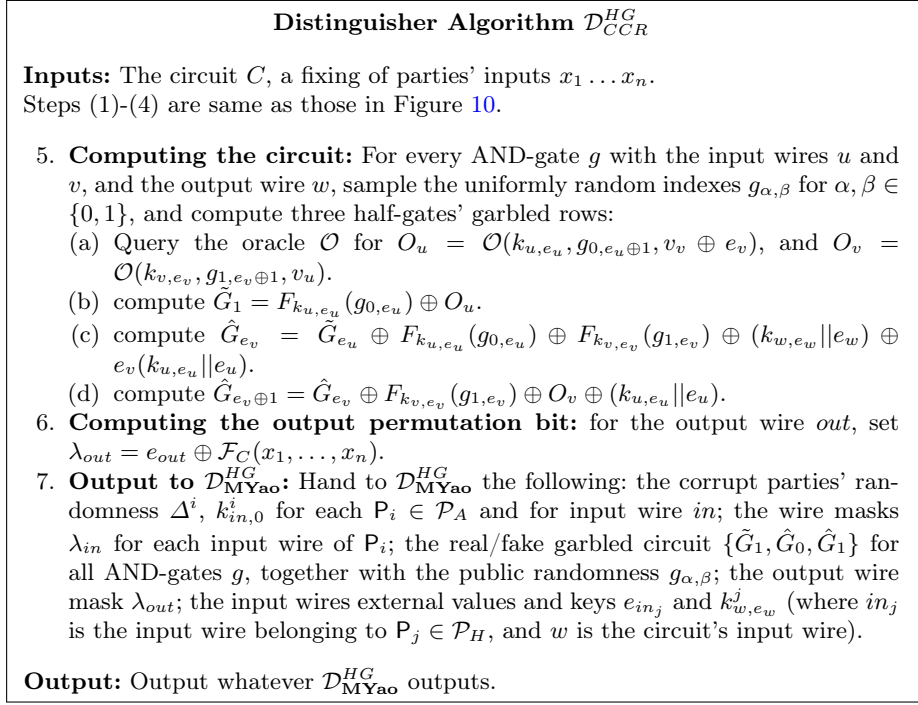 Distinguisher Algorithm 𝒟^{HG}_{CCR}
Inputs: The circuit C, a fixing of parties' inputs x_1 … x_n.
Steps (1)-(4) are same as those in Figure 10.
5. Computing the circuit: For every AND-gate g with the input wires u and
v, and the output wire w, sample the uniformly random indexes g_{α,β} for α, β ∈
{0, 1}, and compute three half-gates' garbled rows:
(a) Query the oracle 𝒪 for O_u = 𝒪(k_{u,e_u}, g_{0,e_u⊕1}, v_v ⊕ e_v), and O_v =
𝒪(k_{v,e_v}, g_{1,e_v⊕1}, v_u).
(b) compute G̃_1 = F_{k_{u,e_u}}(g_{0,e_u}) ⊕ O_u.
(c) compute Ĝ_{e_v} = G̃_{e_u} ⊕ F_{k_{u,e_u}}(g_{0,e_u}) ⊕ F_{k_{v,e_v}}(g_{1,e_v}) ⊕ (k_{w,e_w}||e_w) ⊕
e_v(k_{u,e_u}||e_u).
(d) compute Ĝ_{e_v⊕1} = Ĝ_{e_v} ⊕ F_{k_{v,e_v}}(g_{1,e_v}) ⊕ O_v ⊕ (k_{u,e_u}||e_u).
6. Computing the output permutation bit: for the output wire out, set
λ_{out} = e_{out} ⊕ ℱ_C(x_1, …, x_n).
7. Output to 𝒟^{HG}_{MYao}: Hand to 𝒟^{HG}_{MYao} the following: the corrupt parties' ran-
domness Δ^i, k^i_{in,0} for each P_i ∈ 𝒫_A and for input wire in; the wire masks
λ_{in} for each input wire of P_i; the real/fake garbled circuit {G̃_1, Ĝ_0, Ĝ_1} for
all AND-gates g, together with the public randomness g_{α,β}; the output wire
mask λ_{out}; the input wires external values and keys e_{in_j} and k^j_{w,e_w} (where in_j
is the input wire belonging to P_j ∈ 𝒫_H, and w is the circuit's input wire).
Output: Output whatever 𝒟^{HG}_{MYao} outputs.